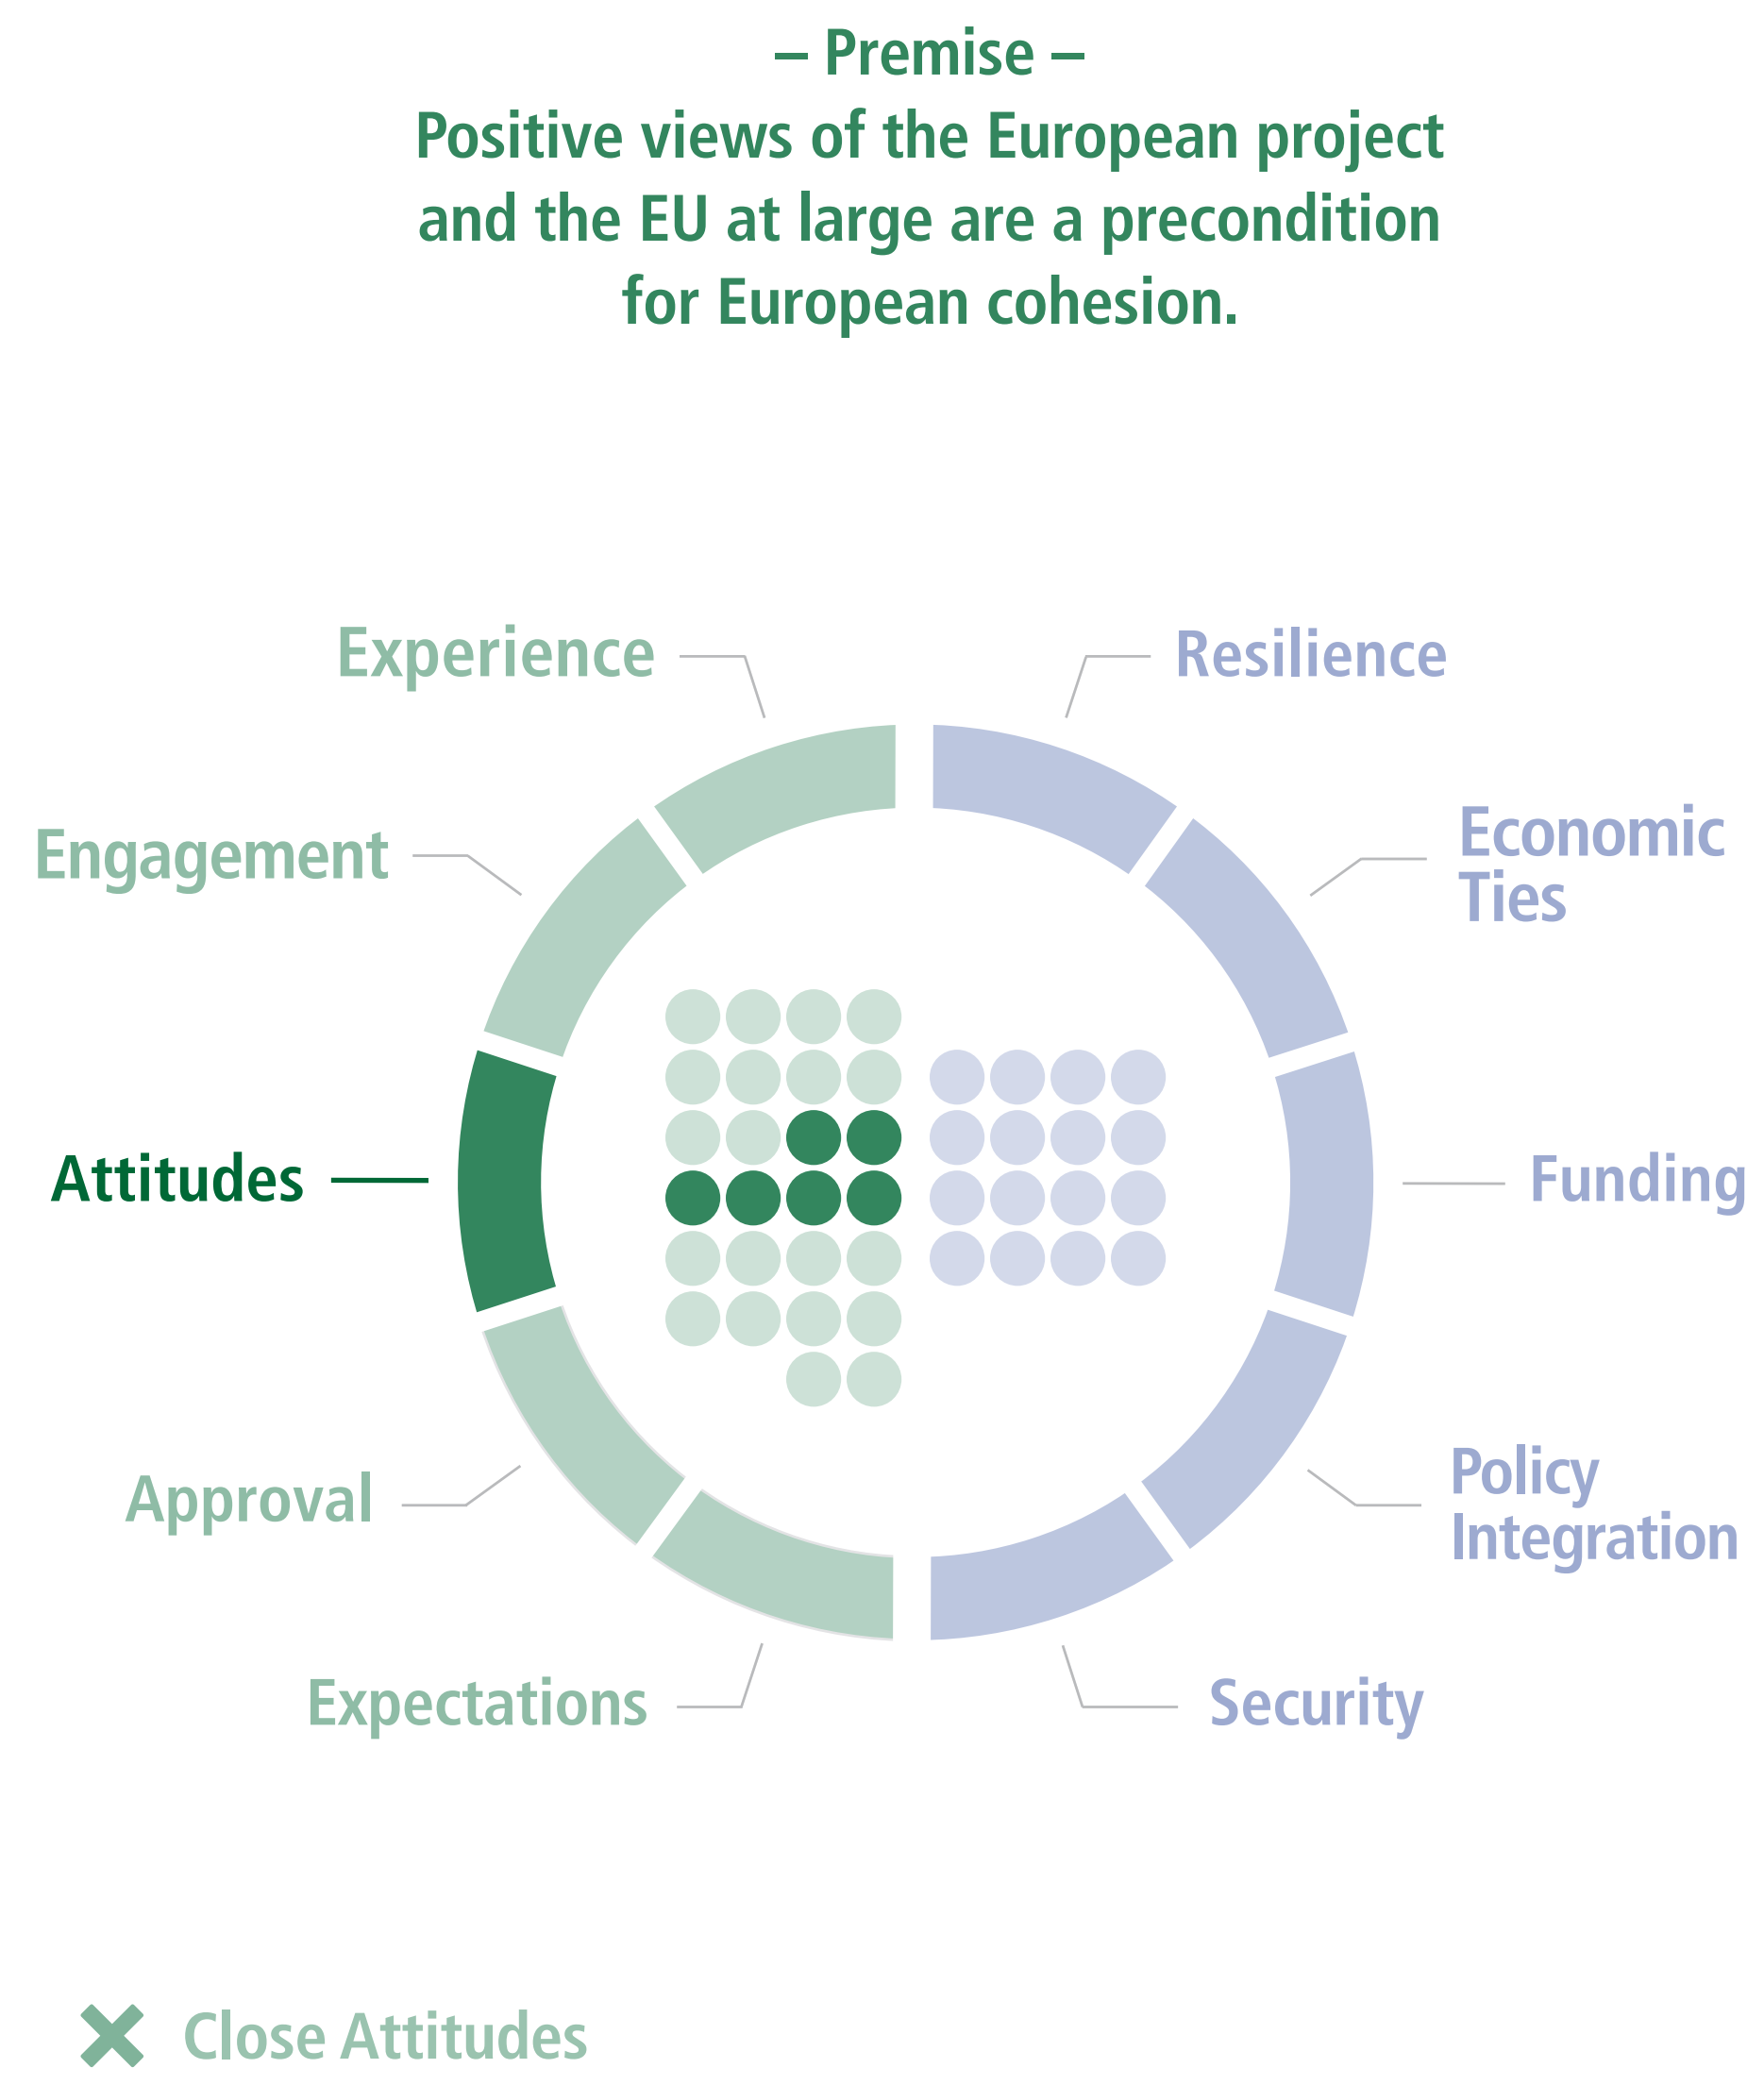 – Premise –
Positive views of the European project
and the EU at large are a precondition
for European cohesion.
Experience
Resilience
Engagement
Economic
Ties
Attitudes
Funding
Approval
Policy
Integration
Expectations
Security
Close Attitudes